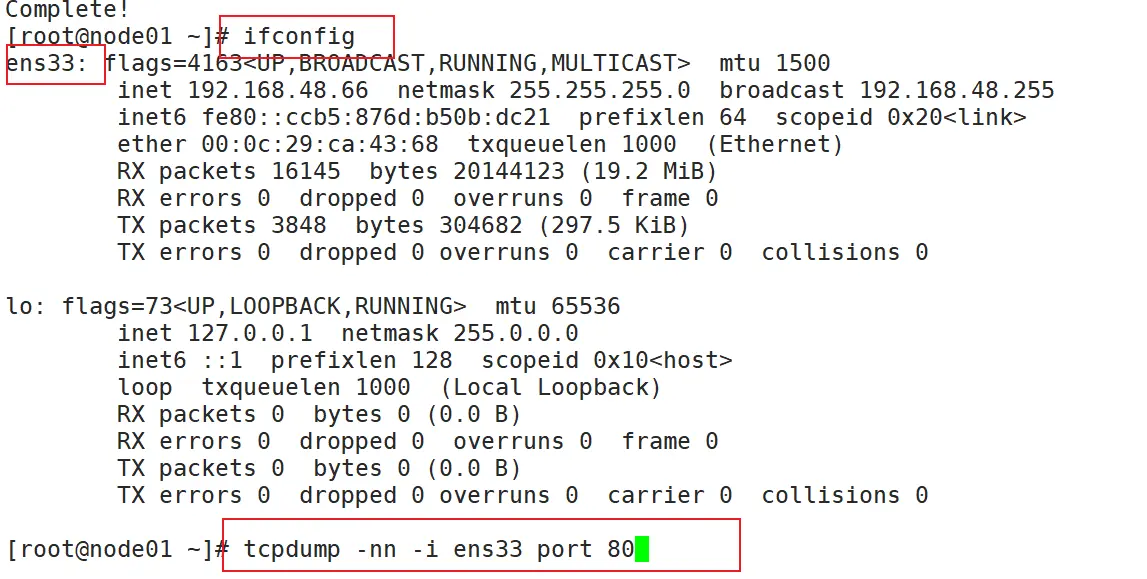 Complete!
[root@node01 ~]# ifconfig
ens33: flags=4163<UP,BROADCAST,RUNNING,MULTICAST>  mtu 1500
        inet 192.168.48.66  netmask 255.255.255.0  broadcast 192.168.48.255
        inet6 fe80::ccb5:876d:b50b:dc21  prefixlen 64  scopeid 0x20<link>
        ether 00:0c:29:ca:43:68  txqueuelen 1000  (Ethernet)
        RX packets 16145  bytes 20144123 (19.2 MiB)
        RX errors 0  dropped 0  overruns 0  frame 0
        TX packets 3848  bytes 304682 (297.5 KiB)
        TX errors 0  dropped 0 overruns 0  carrier 0  collisions 0

lo: flags=73<UP,LOOPBACK,RUNNING>  mtu 65536
        inet 127.0.0.1  netmask 255.0.0.0
        inet6 ::1  prefixlen 128  scopeid 0x10<host>
        loop  txqueuelen 1000  (Local Loopback)
        RX packets 0  bytes 0 (0.0 B)
        RX errors 0  dropped 0  overruns 0  frame 0
        TX packets 0  bytes 0 (0.0 B)
        TX errors 0  dropped 0 overruns 0  carrier 0  collisions 0

[root@node01 ~]# tcpdump -nn -i ens33 port 80